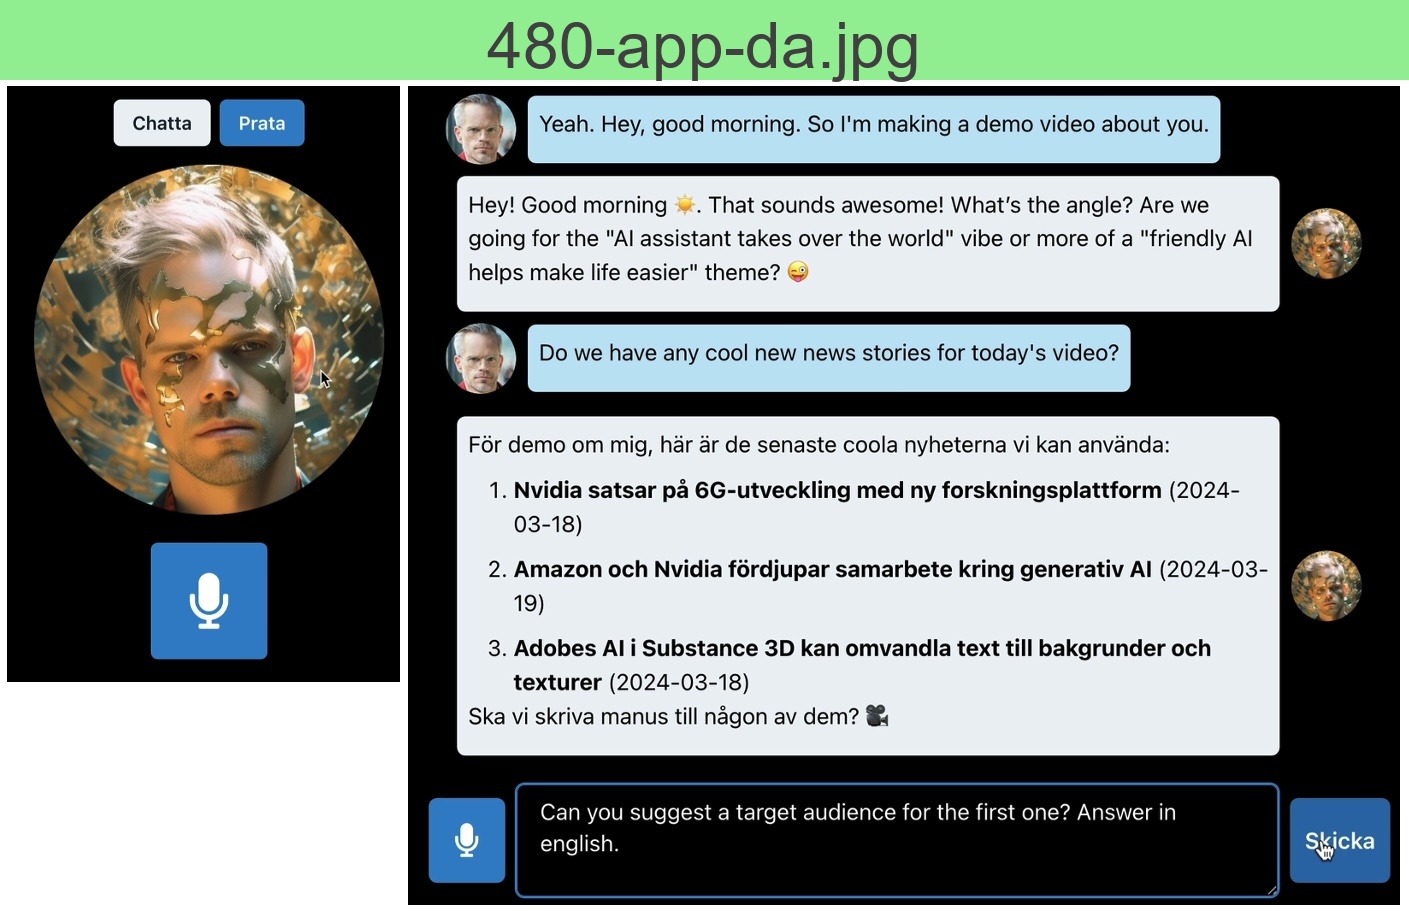 480-app-da.jpg
Chatta
Prata
Yeah. Hey, good morning. So I'm making a demo video about you.
Hey! Good morning ☀️. That sounds awesome! What’s the angle? Are we
going for the "AI assistant takes over the world" vibe or more of a "friendly AI
helps make life easier" theme? 😜
Do we have any cool new news stories for today's video?
För demo om mig, här är de senaste coola nyheterna vi kan använda:
1. Nvidia satsar på 6G-utveckling med ny forskningsplattform (2024-
03-18)
2. Amazon och Nvidia fördjupar samarbete kring generativ AI (2024-03-
19)
3. Adobes AI i Substance 3D kan omvandla text till bakgrunder och
texturer (2024-03-18)
Ska vi skriva manus till någon av dem? 🎥
Can you suggest a target audience for the first one? Answer in
english.
Skicka